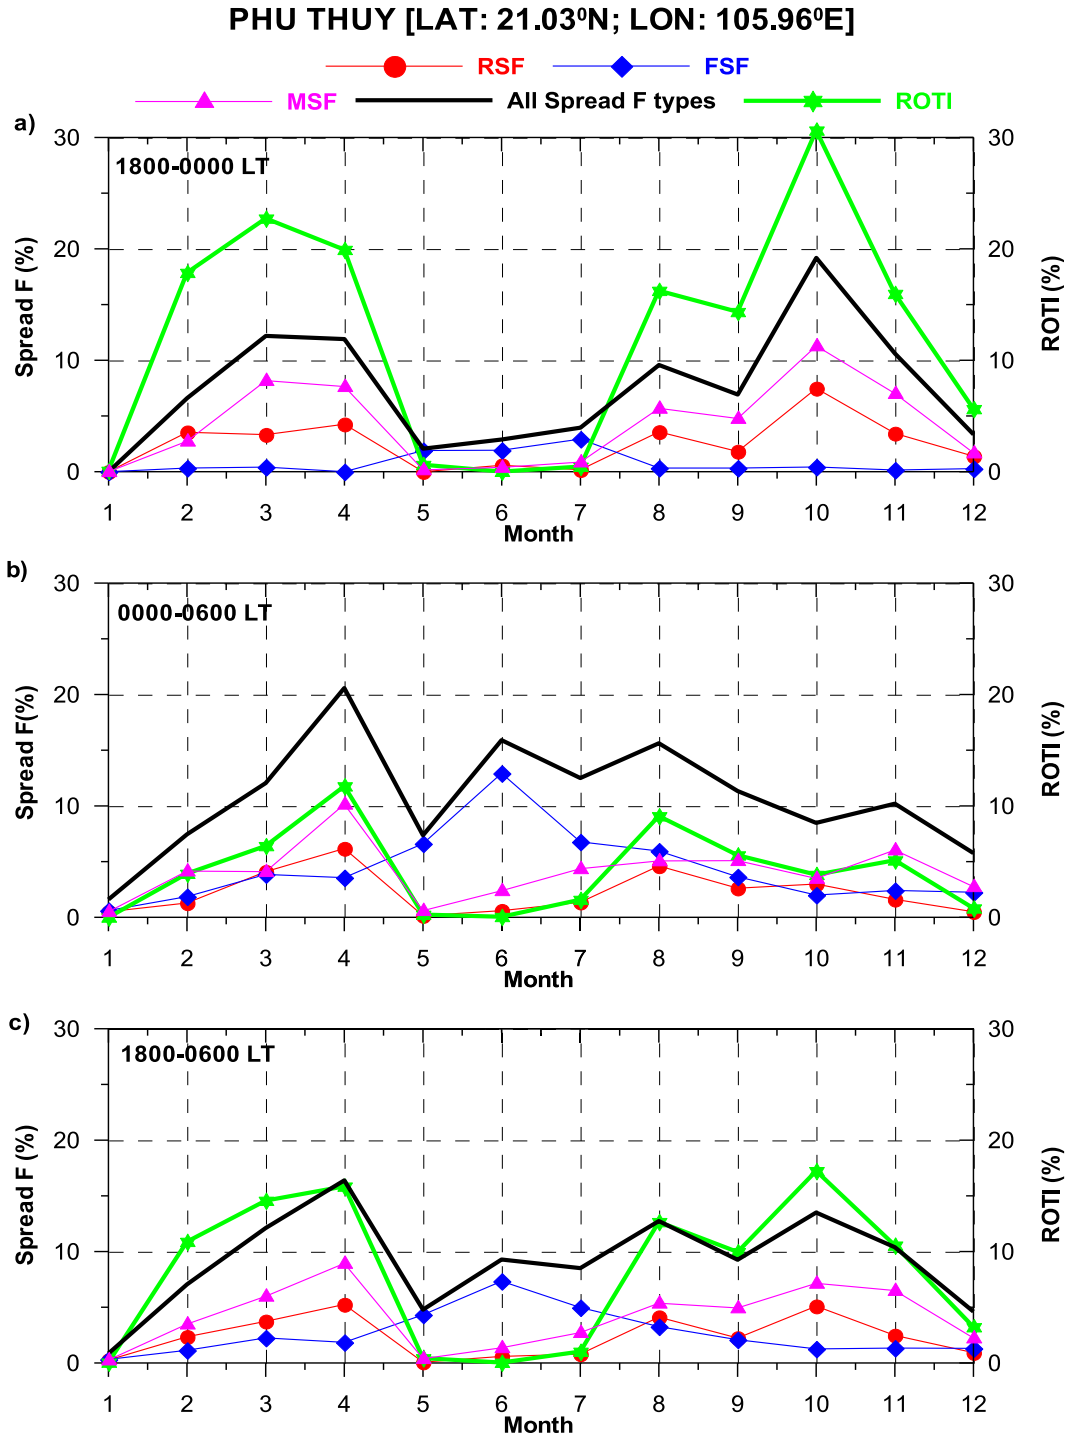 PHU THUY [LAT: 21.03⁰N; LON: 105.96⁰E]
RSF FSF
MSF All Spread F types ROTI
a)
1800-0000 LT
Spread F (%)
30
20
10
0
30
20
10
0
ROTI (%)
1 2 3 4 5 6 7 8 9 10 11 12
Month
b)
0000-0600 LT
Spread F(%)
30
20
10
0
30
20
10
0
ROTI (%)
1 2 3 4 5 6 7 8 9 10 11 12
Month
c)
1800-0600 LT
Spread F (%)
30
20
10
0
30
20
10
0
ROTI (%)
1 2 3 4 5 6 7 8 9 10 11 12
Month